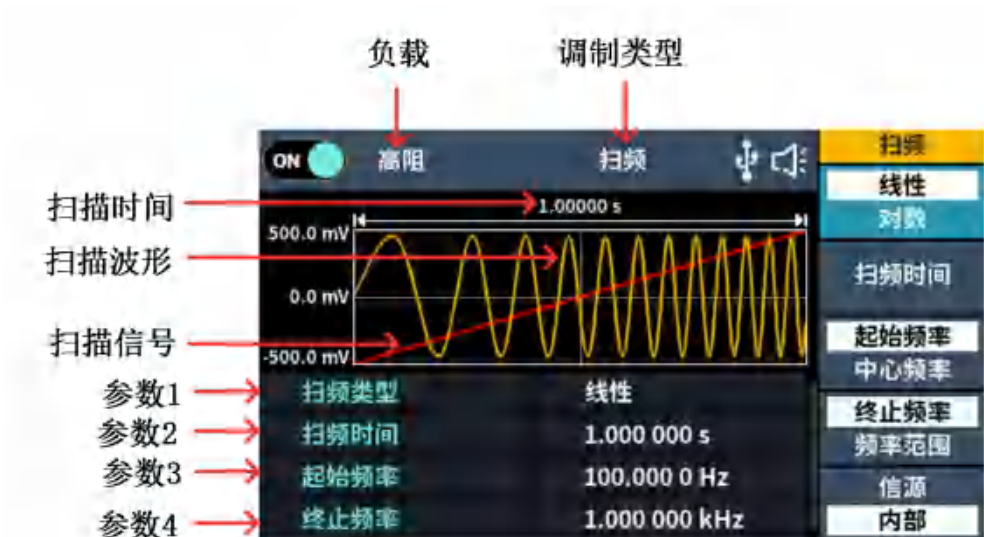 负载 调制类型
ON 高阻 扫频 扫频
线性
扫描时间 1.00000 s 对数
500.0 mV
扫描波形 扫频时间
0.0 mV
扫描信号 起始频率
-500.0 mV 中心频率
参数1 扫频类型 线性 终止频率
参数2 扫频时间 1.000 000 s 频率范围
参数3 起始频率 100.000 0 Hz 信源
参数4 终止频率 1.000 000 kHz 内部